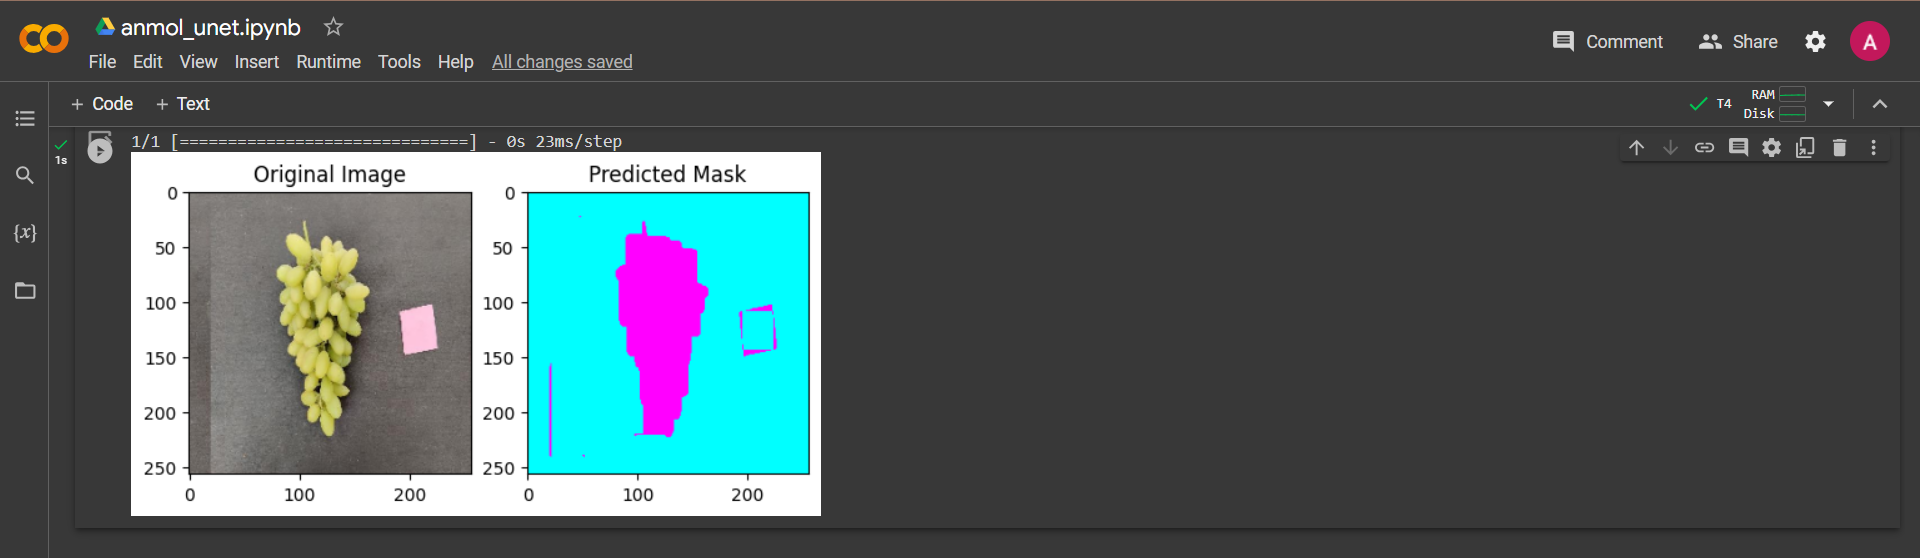 anmol_unet.ipynb
File Edit View Insert Runtime Tools Help All changes saved
Comment Share A
+ Code + Text
T4 RAM Disk
1s
1/1 [==============================] - 0s 23ms/step
{x}
Original Image Predicted Mask
0 0
50 50
100 100
150 150
200 200
250 250
0 100 200 0 100 200